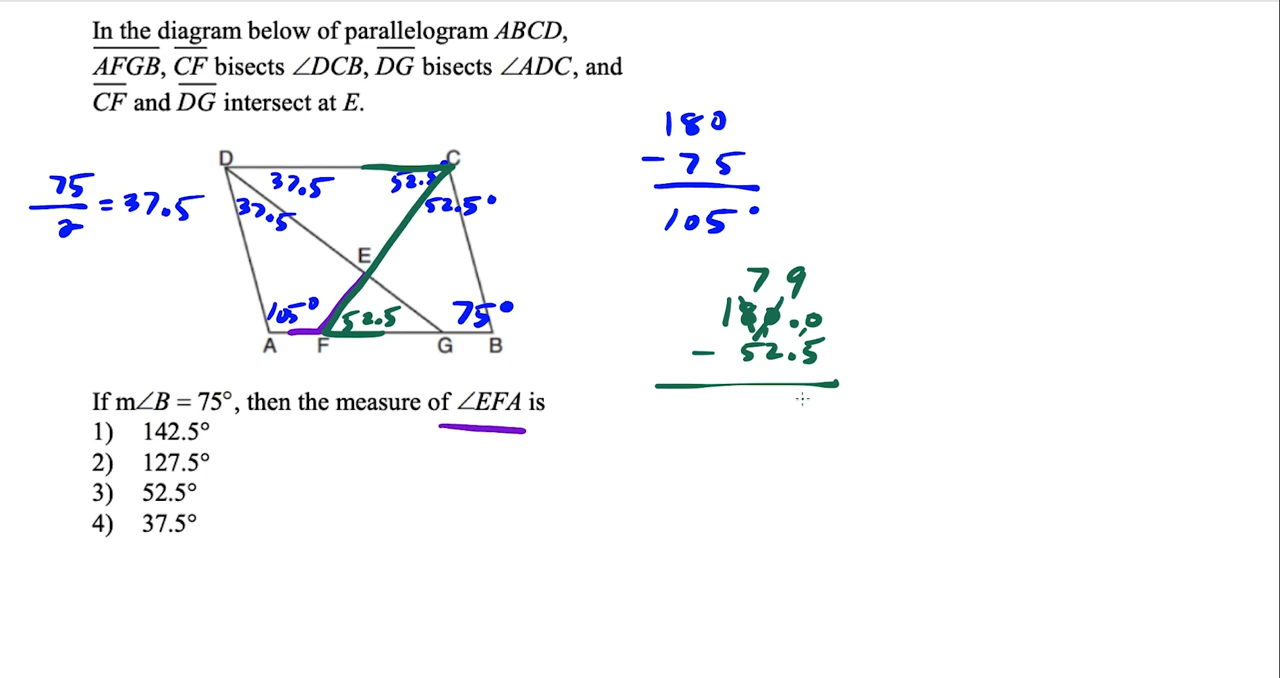 In the diagram below of parallelogram ABCD,
AFGB, CF bisects ∠DCB, DG bisects ∠ADC, and
CF and DG intersect at E.
180
- 75
105°
75/2 = 37.5
D C
37.5 52.5
37.5 52.5°
E
105° 52.5 75°
A F G B
7 9
180.0
- 52.5
If m∠B = 75°, then the measure of ∠EFA is
1) 142.5°
2) 127.5°
3) 52.5°
4) 37.5°